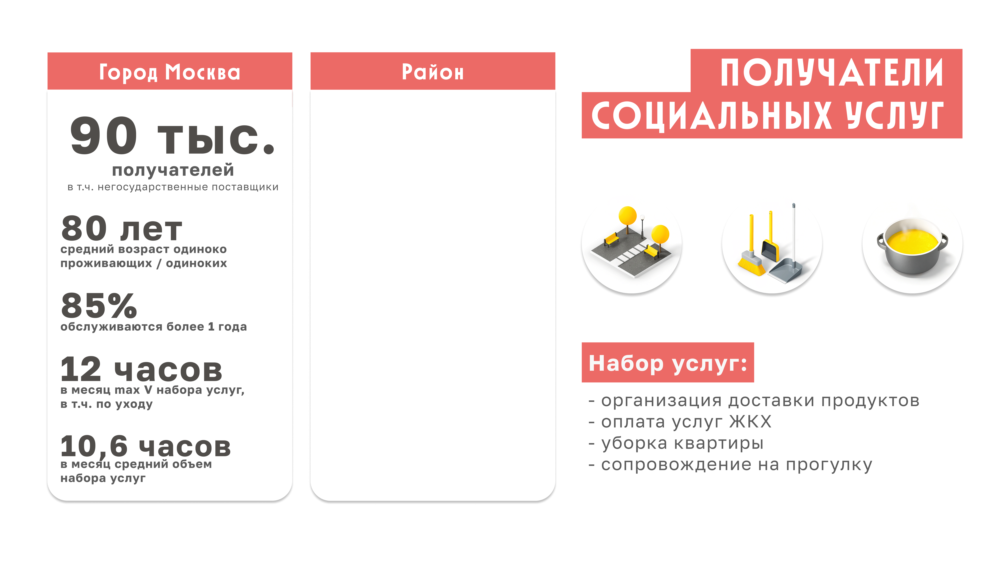 Город Москва
90 тыс.
получателей
в т.ч. негосударственные поставщики
80 лет
средний возраст одиноко
проживающих / одиноких
85%
обслуживаются более 1 года
12 часов
в месяц max V набора услуг,
в т.ч. по уходу
10,6 часов
в месяц средний объем
набора услуг
Район
ПОЛУЧАТЕЛИ
СОЦИАЛЬНЫХ УСЛУГ
Набор услуг:
- организация доставки продуктов
- оплата услуг ЖКХ
- уборка квартиры
- сопровождение на прогулку